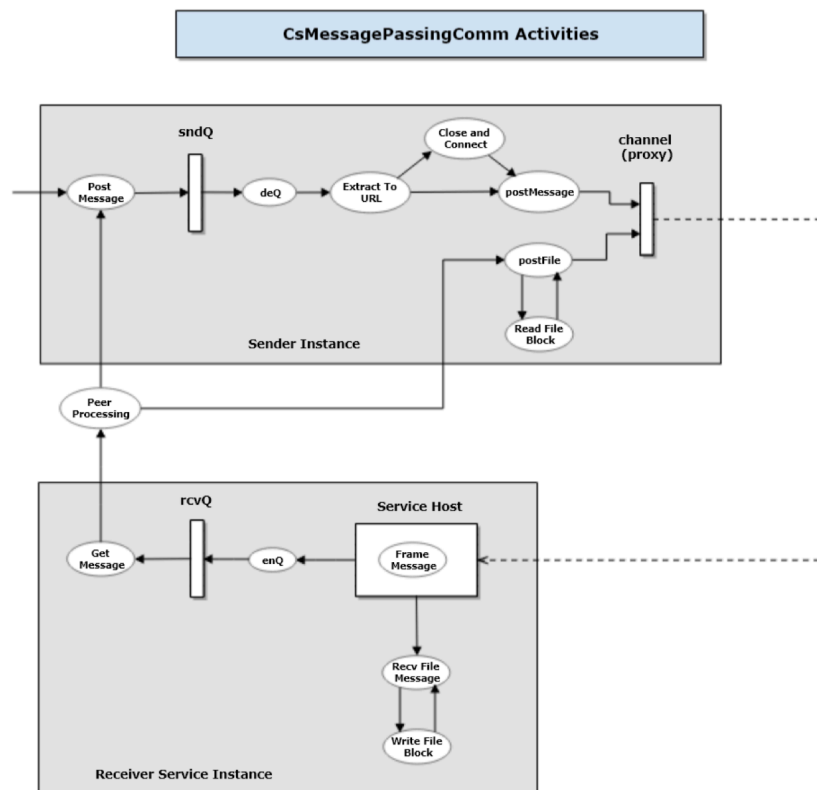 CsMessagePassingComm Activities
sndQ
channel
(proxy)
Close and
Connect
Post
Message
deQ
Extract To
URL
postMessage
postFile
Read File
Block
Sender Instance
Peer
Processing
rcvQ
Service Host
Get
Message
enQ
Frame
Message
Recv File
Message
Write File
Block
Receiver Service Instance